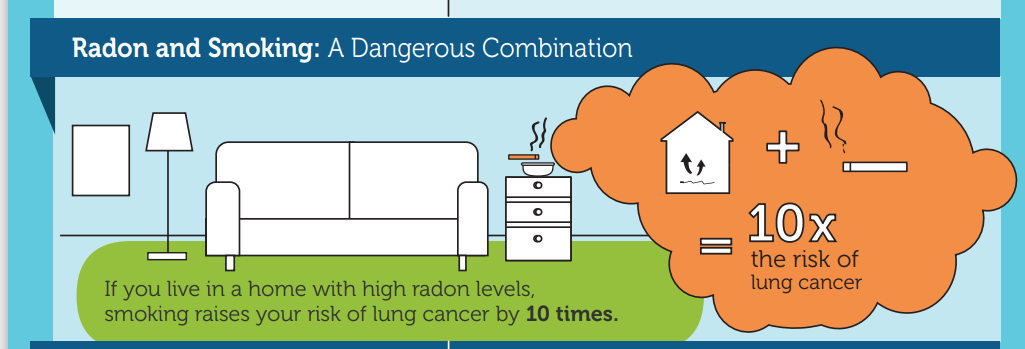 Radon and Smoking: A Dangerous Combination
+
= 10x
the risk of
lung cancer
If you live in a home with high radon levels,
smoking raises your risk of lung cancer by 10 times.